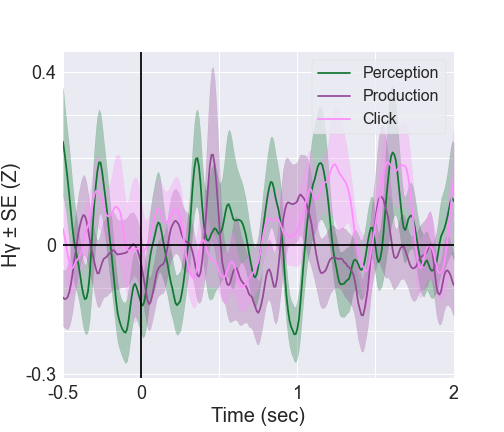 Hγ ± SE (Z)
0.4
0
-0.3
Perception
Production
Click
-0.5 0 1 2
Time (sec)